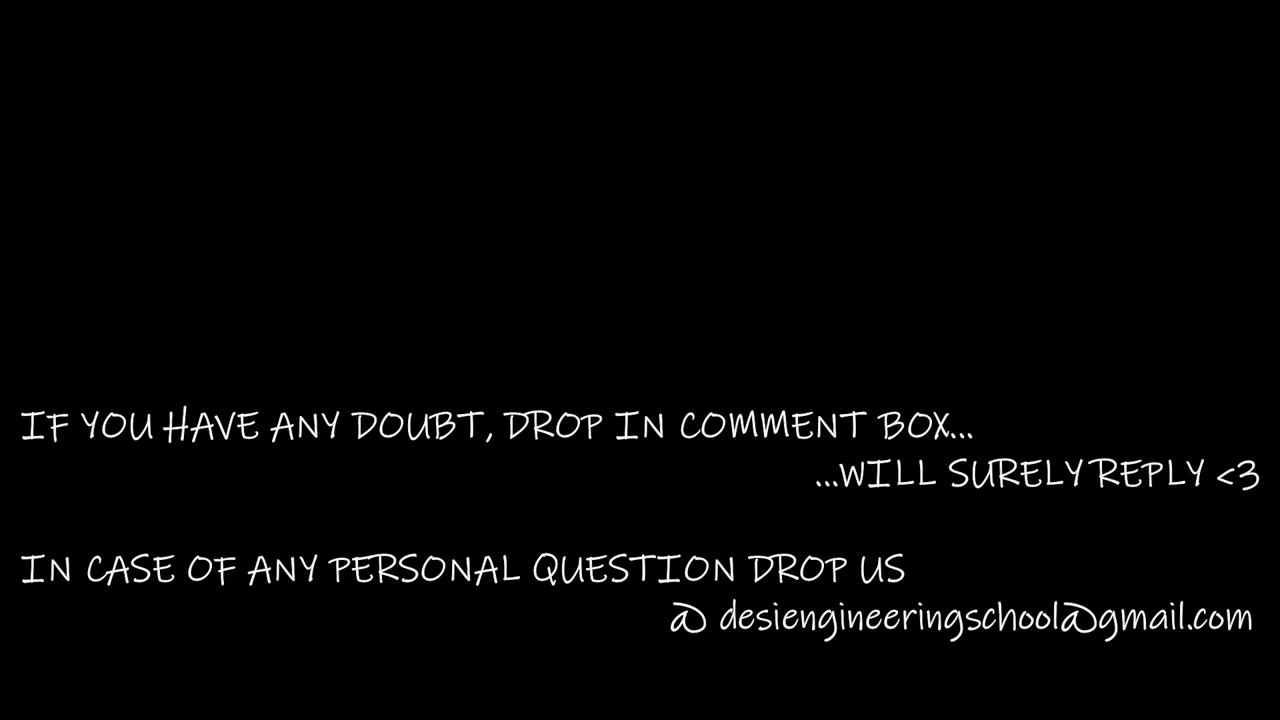 IF YOU HAVE ANY DOUBT, DROP IN COMMENT BOX...
...WILL SURELY REPLY <3
IN CASE OF ANY PERSONAL QUESTION DROP US
@ desiengineeringschool@gmail.com